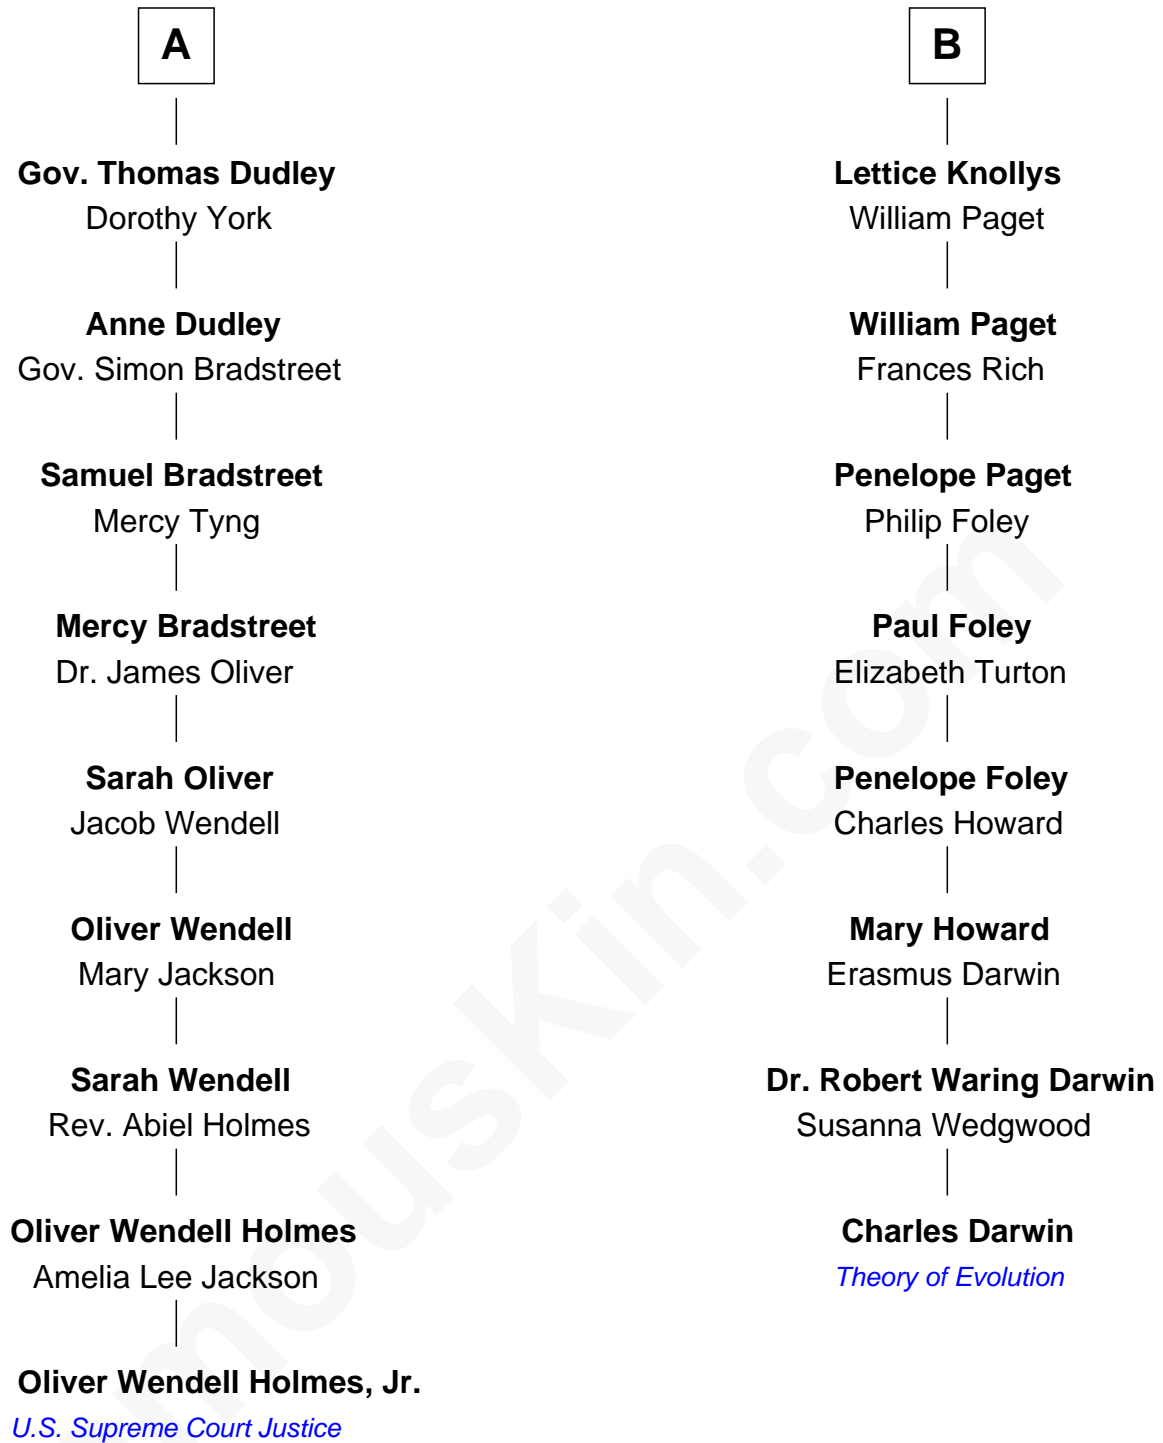 A
Gov. Thomas Dudley
Dorothy York
Anne Dudley
Gov. Simon Bradstreet
Samuel Bradstreet
Mercy Tyng
Mercy Bradstreet
Dr. James Oliver
Sarah Oliver
Jacob Wendell
Oliver Wendell
Mary Jackson
Sarah Wendell
Rev. Abiel Holmes
Oliver Wendell Holmes
Amelia Lee Jackson
Oliver Wendell Holmes, Jr.
U.S. Supreme Court Justice
B
Lettice Knollys
William Paget
William Paget
Frances Rich
Penelope Paget
Philip Foley
Paul Foley
Elizabeth Turton
Penelope Foley
Charles Howard
Mary Howard
Erasmus Darwin
Dr. Robert Waring Darwin
Susanna Wedgwood
Charles Darwin
Theory of Evolution
mousKin.com